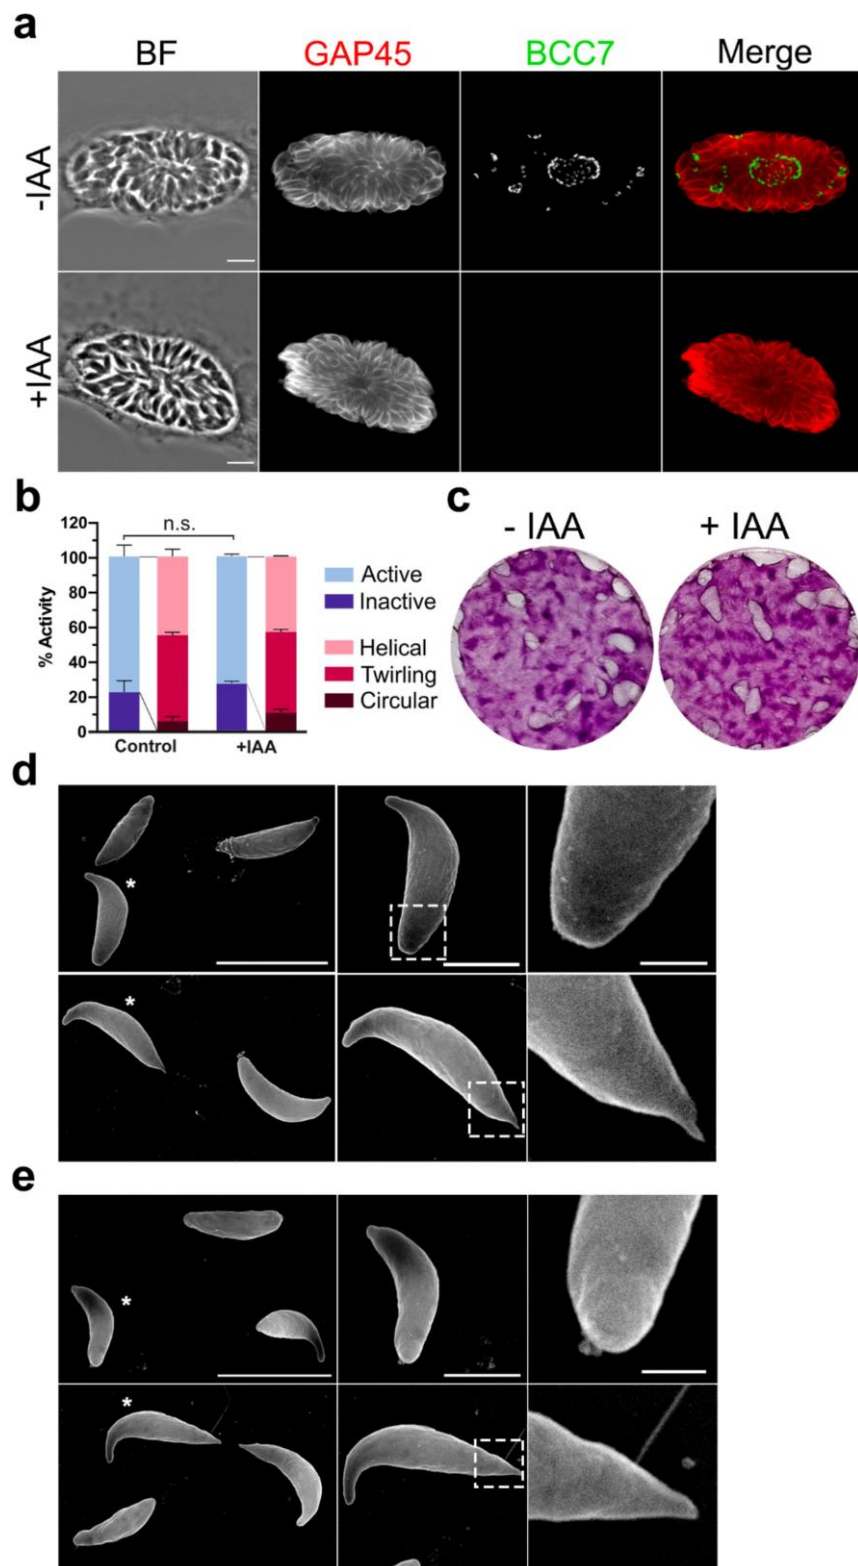 a
BF GAP45 BCC7 Merge
-IAA
+IAA
b
n.s.
120
100
80
60
40
20
0
% Activity
Control +IAA
Active
Inactive
Helical
Twirling
Circular
c
- IAA + IAA
d
*
*
e
*
*